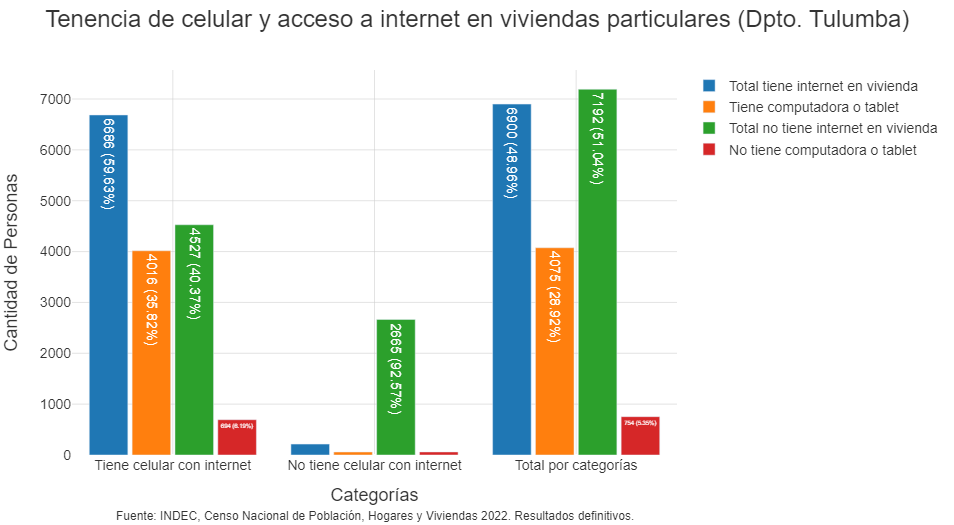 Tenencia de celular y acceso a internet en viviendas particulares (Dpto. Tulumba)
Total tiene internet en vivienda
Tiene computadora o tablet
Total no tiene internet en vivienda
No tiene computadora o tablet
Cantidad de Personas
7000
6000
5000
4000
3000
2000
1000
0
6686 (59.63%)
4016 (35.82%)
4527 (40.37%)
694 (6.19%)
2665 (92.57%)
6900 (48.96%)
4075 (28.92%)
7192 (51.04%)
754 (5.35%)
Tiene celular con internet
No tiene celular con internet
Total por categorías
Categorías
Fuente: INDEC, Censo Nacional de Población, Hogares y Viviendas 2022. Resultados definitivos.